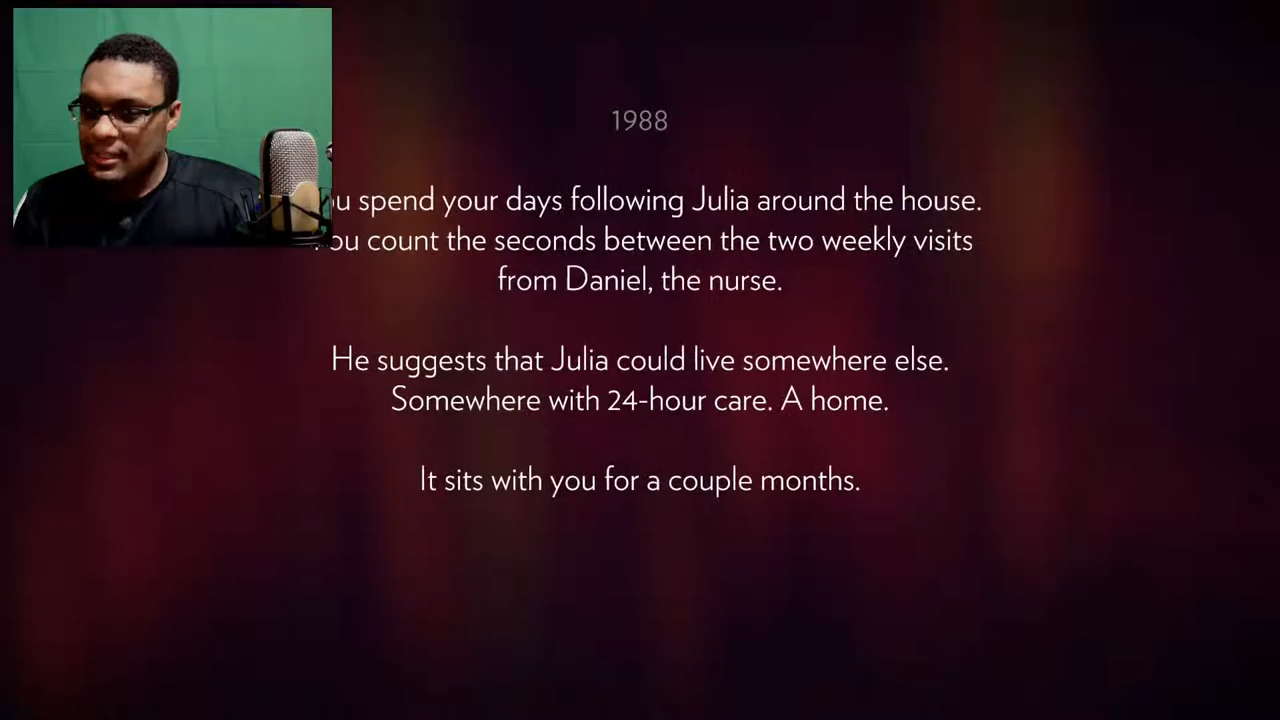 1988
u spend your days following Julia around the house.
ou count the seconds between the two weekly visits
from Daniel, the nurse.
He suggests that Julia could live somewhere else.
Somewhere with 24-hour care. A home.
It sits with you for a couple months.